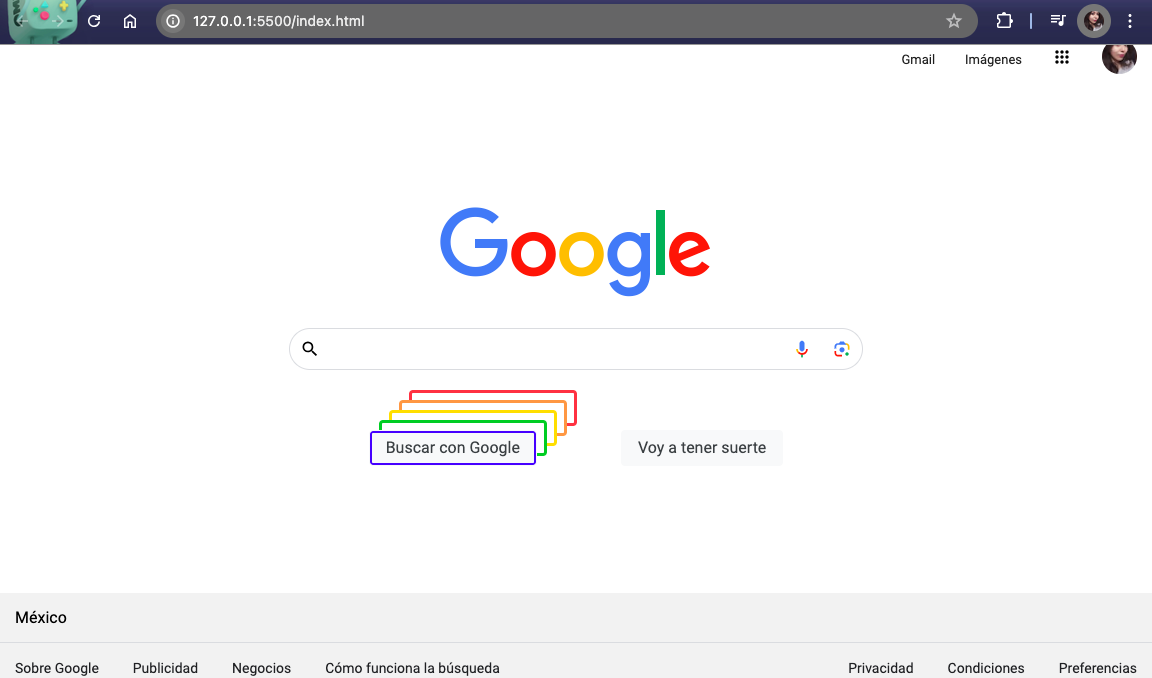 127.0.0.1:5500/index.html
Gmail Imágenes
Google
Buscar con Google Voy a tener suerte
México
Sobre Google Publicidad Negocios Cómo funciona la búsqueda Privacidad Condiciones Preferencias